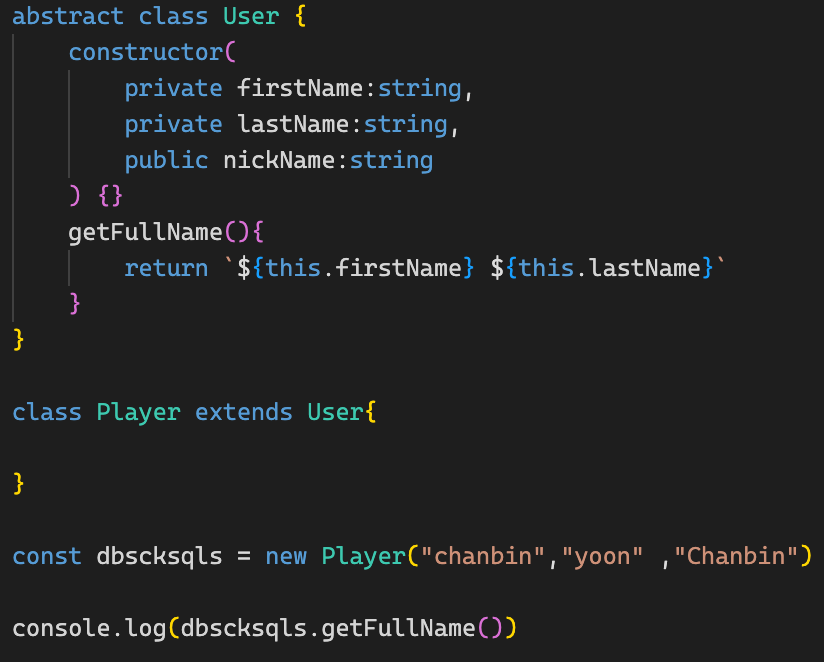 abstract class User {
    constructor(
        private firstName:string,
        private lastName:string,
        public nickName:string
    ) {}
    getFullName(){
        return `${this.firstName} ${this.lastName}`
    }
}
class Player extends User{
}
const dbscksqls = new Player("chanbin","yoon" ,"Chanbin")
console.log(dbscksqls.getFullName())